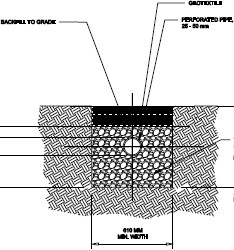 GEOTEXTILE
BACKFILL TO GRADE
PERFORATED PIPE,
25 - 50 mm
610 MM
MIN. WIDTH